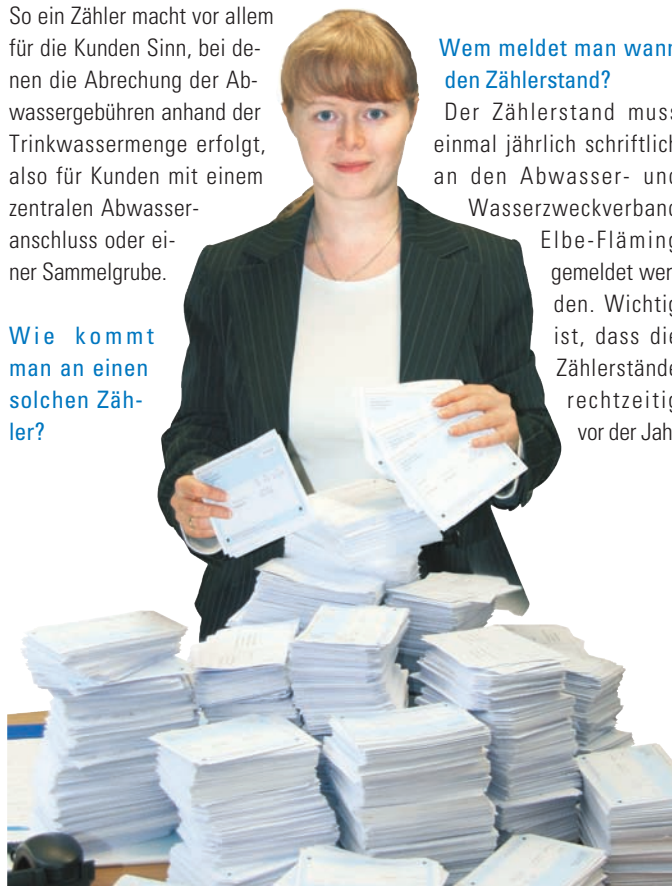 So ein Zähler macht vor allem
für die Kunden Sinn, bei de-
nen die Abrechung der Ab-
wassergebühren anhand der
Trinkwassermenge erfolgt,
also für Kunden mit einem
zentralen Abwasser-
anschluss oder ei-
ner Sammelgrube.
Wie kommt
man an einen
solchen Zäh-
ler?
Wem meldet man wann
den Zählerstand?
Der Zählerstand muss
einmal jährlich schriftlich
an den Abwasser- und
Wasserzweckverband
Elbe-Fläming
gemeldet wer
den. Wichtig
ist, dass die
Zählerstände
rechtzeitig
vor der Jah